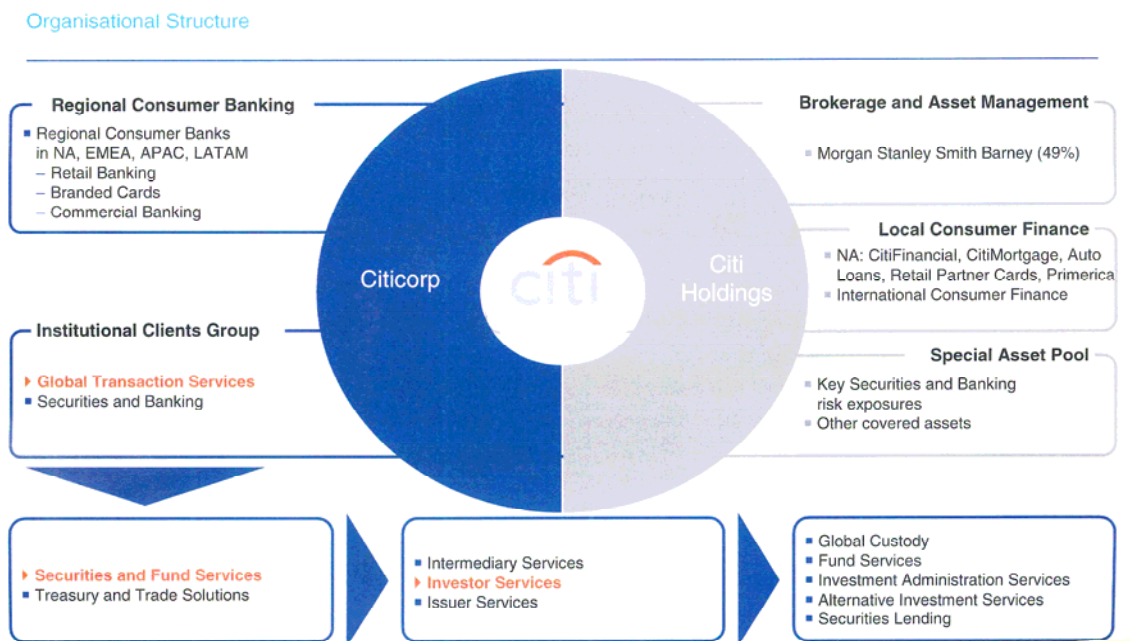 Organisational Structure
Regional Consumer Banking
▪ Regional Consumer Banks
in NA, EMEA, APAC, LATAM
– Retail Banking
– Branded Cards
– Commercial Banking
Institutional Clients Group
▸ Global Transaction Services
▪ Securities and Banking
Citicorp
citi
Citi
Holdings
Brokerage and Asset Management
▪ Morgan Stanley Smith Barney (49%)
Local Consumer Finance
▪ NA: CitiFinancial, CitiMortgage, Auto
Loans, Retail Partner Cards, Primerica
▪ International Consumer Finance
Special Asset Pool
▪ Key Securities and Banking
risk exposures
▪ Other covered assets
▸ Securities and Fund Services
▪ Treasury and Trade Solutions
▪ Intermediary Services
▸ Investor Services
▪ Issuer Services
▪ Global Custody
▪ Fund Services
▪ Investment Administration Services
▪ Alternative Investment Services
▪ Securities Lending